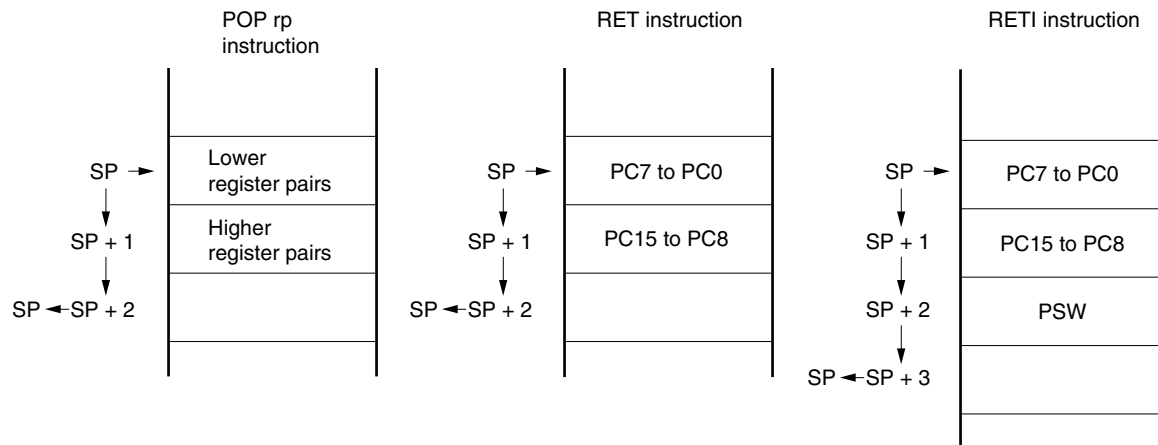 POP rp
instruction
SP
Lower
register pairs
SP + 1
Higher
register pairs
SP
SP + 2
RET instruction
SP
PC7 to PC0
SP + 1
PC15 to PC8
SP
SP + 2
RETI instruction
SP
PC7 to PC0
SP + 1
PC15 to PC8
SP + 2
PSW
SP
SP + 3